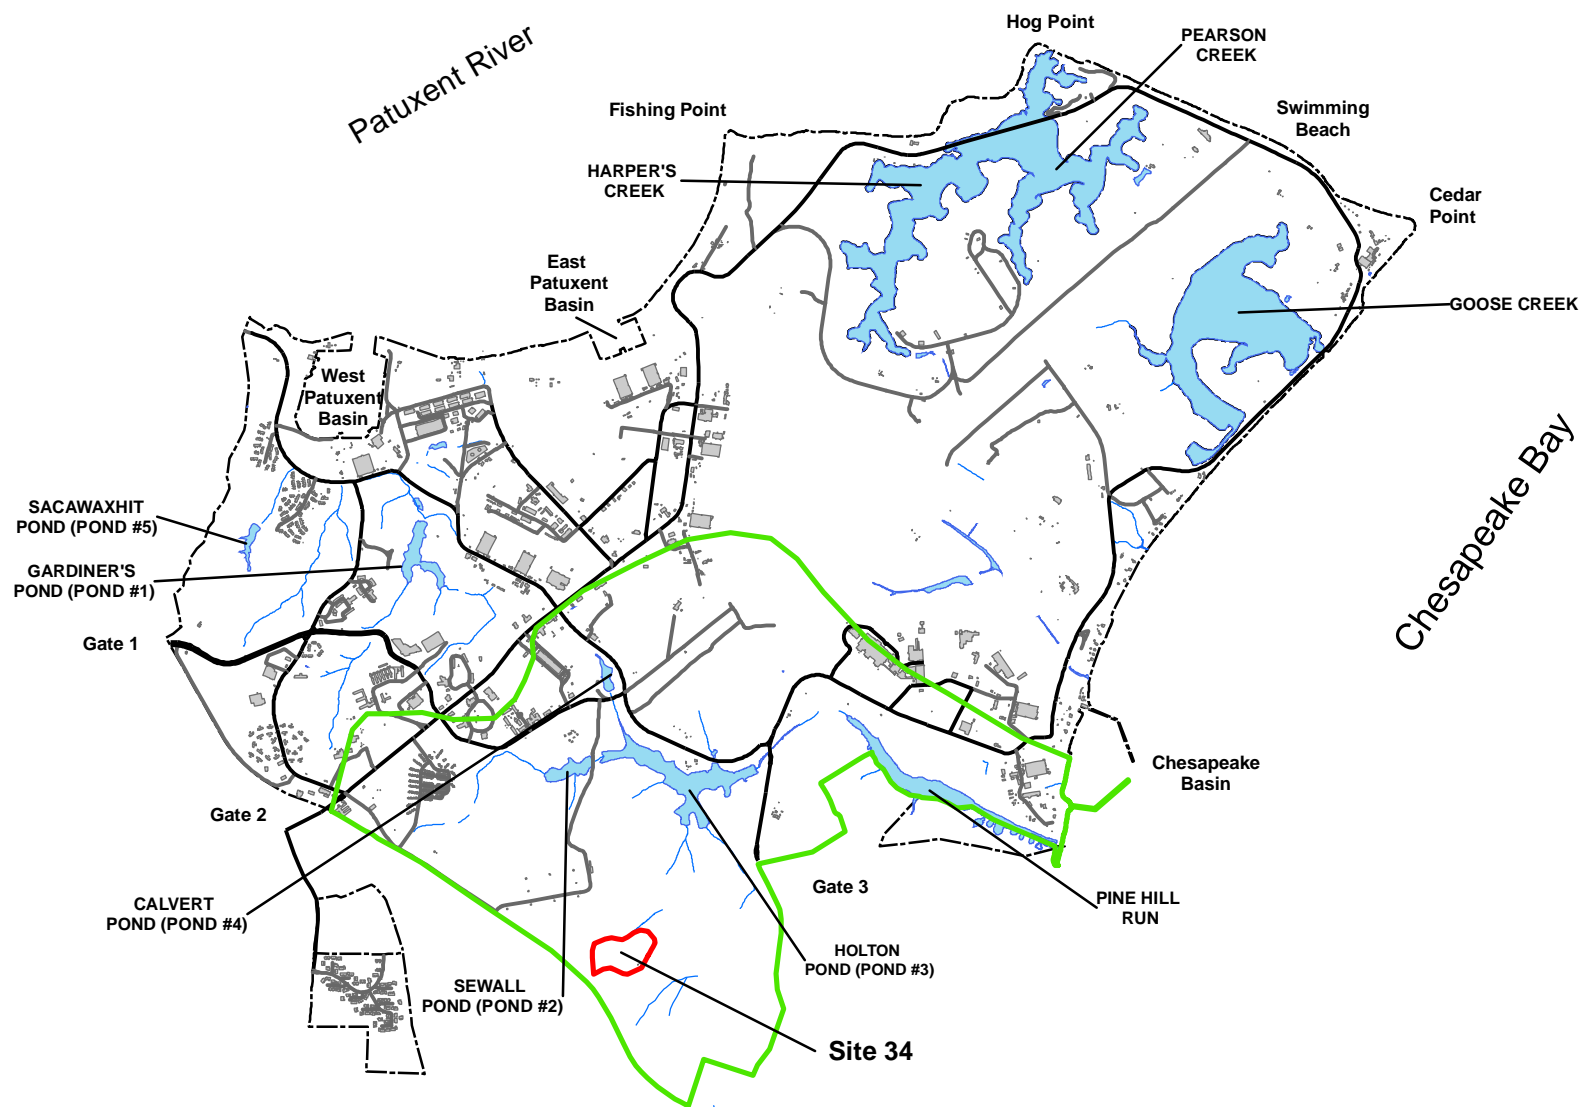 Hog Point
PEARSON
CREEK
Patuxent River
Fishing Point
Swimming
Beach
HARPER'S
CREEK
Cedar
Point
East
Patuxent
Basin
GOOSE CREEK
West
Patuxent
Basin
Chesapeake Bay
SACAWAXHIT
POND (POND #5)
GARDINER'S
POND (POND #1)
Gate 1
Chesapeake
Basin
Gate 2
Gate 3
CALVERT
POND (POND #4)
PINE HILL
RUN
HOLTON
POND (POND #3)
SEWALL
POND (POND #2)
Site 34